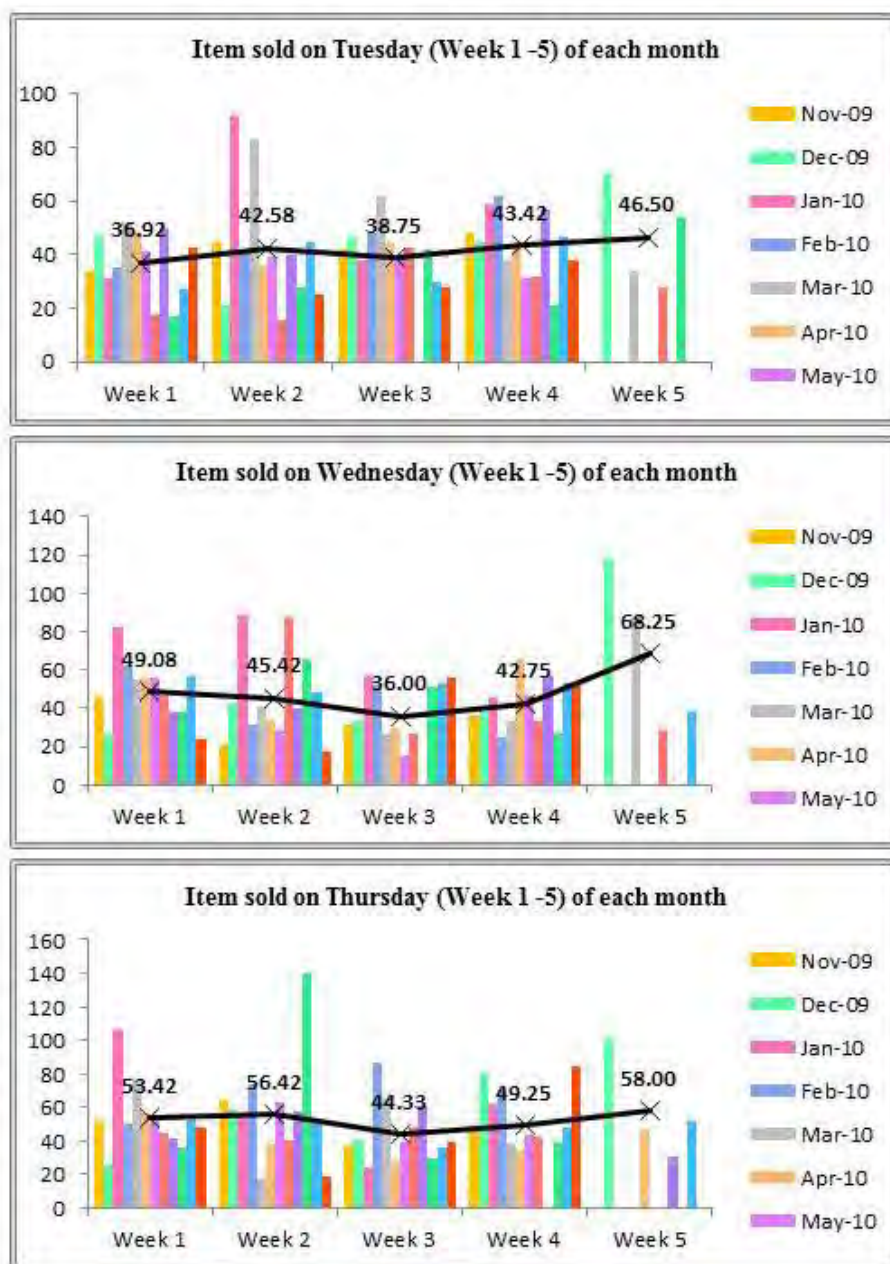 Item sold on Tuesday (Week 1 -5) of each month
100
80
60
40
20
0
36.92
42.58
38.75
43.42
46.50
Week 1
Week 2
Week 3
Week 4
Week 5
Nov-09
Dec-09
Jan-10
Feb-10
Mar-10
Apr-10
May-10
Item sold on Wednesday (Week 1 -5) of each month
140
120
100
80
60
40
20
0
49.08
45.42
36.00
42.75
68.25
Week 1
Week 2
Week 3
Week 4
Week 5
Nov-09
Dec-09
Jan-10
Feb-10
Mar-10
Apr-10
May-10
Item sold on Thursday (Week 1 -5) of each month
160
140
120
100
80
60
40
20
0
53.42
56.42
44.33
49.25
58.00
Week 1
Week 2
Week 3
Week 4
Week 5
Nov-09
Dec-09
Jan-10
Feb-10
Mar-10
Apr-10
May-10